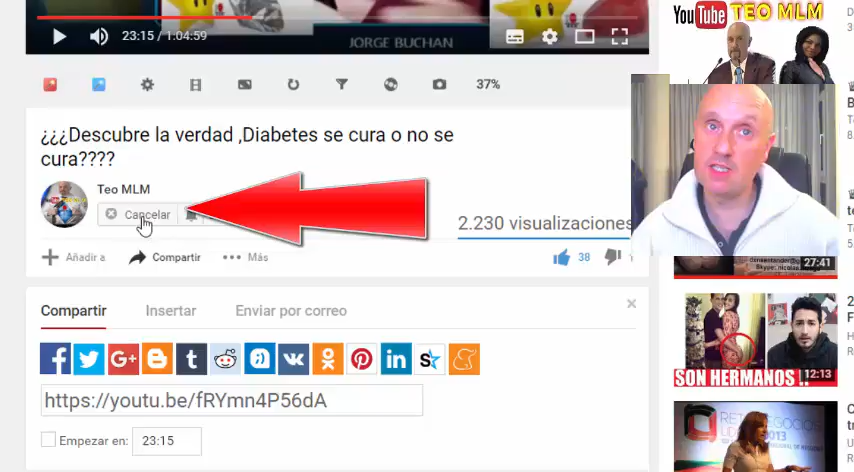 JORGE BUCHAN
23:15 / 1:04:59
37%
¿¿¿Descubre la verdad ,Diabetes se cura o no se
cura????
Teo MLM
Cancelar
2.230 visualizaciones
Añadir a
Compartir
Más
38
Compartir
Insertar
Enviar por correo
https://youtu.be/fRYmn4P56dA
Empezar en:
23:15
YouTube TEO MLM
27:41
SON HERMANOS !!
12:13